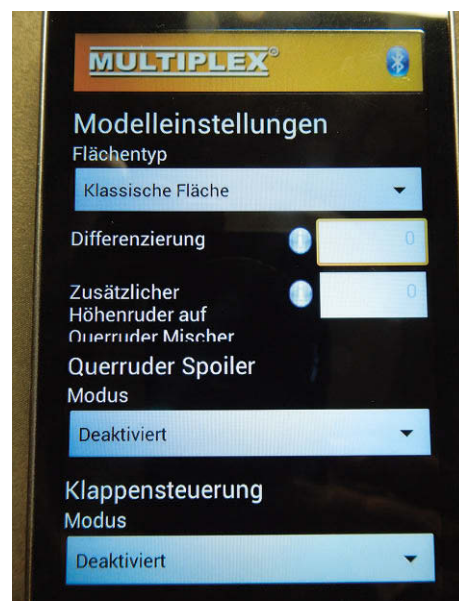 MULTIPLEX®
Modelleinstellungen
Flächentyp
Klassische Fläche
Differenzierung
0
Zusätzlicher
0
Höhenruder auf
Querruder Mischer
Querruder Spoiler
Modus
Deaktiviert
Klappensteuerung
Modus
Deaktiviert